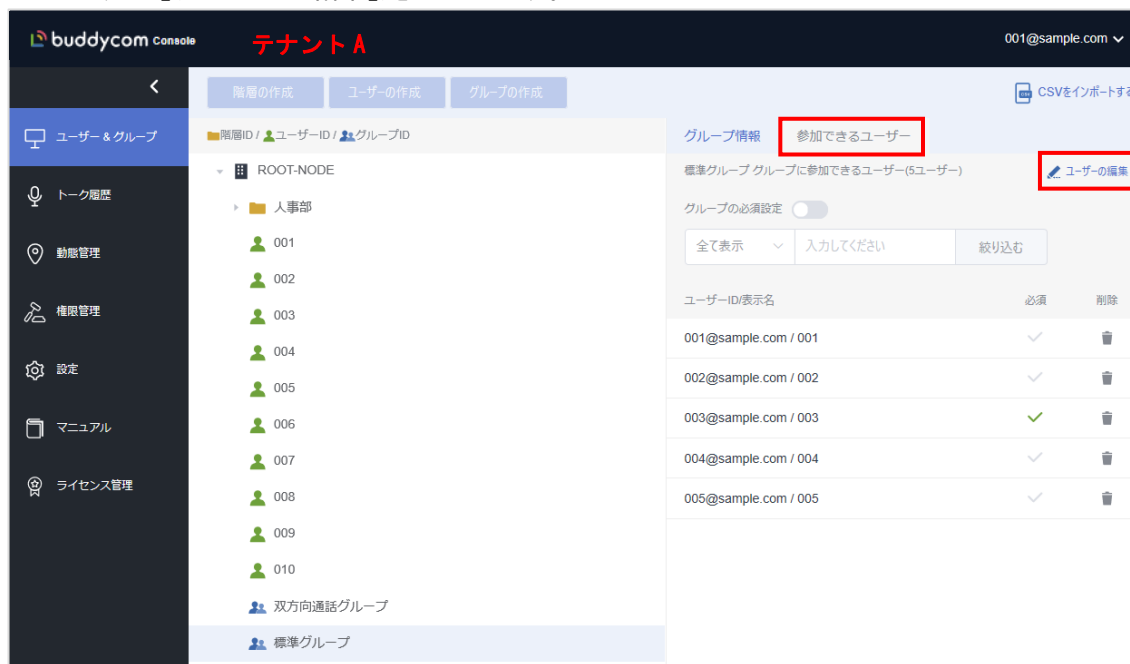 buddycom Console
テナントA
001@sample.com
階層の作成
ユーザーの作成
グループの作成
CSVをインポートする
ユーザー & グループ
トーク履歴
動態管理
権限管理
設定
マニュアル
ライセンス管理
階層ID / ユーザーID / グループID
ROOT-NODE
人事部
001
002
003
004
005
006
007
008
009
010
双方向通話グループ
標準グループ
グループ情報
参加できるユーザー
標準グループ グループに参加できるユーザー(5ユーザー)
ユーザーの編集
グループの必須設定
全て表示
入力してください
絞り込む
ユーザーID/表示名 必須 削除
001@sample.com / 001
002@sample.com / 002
003@sample.com / 003
004@sample.com / 004
005@sample.com / 005